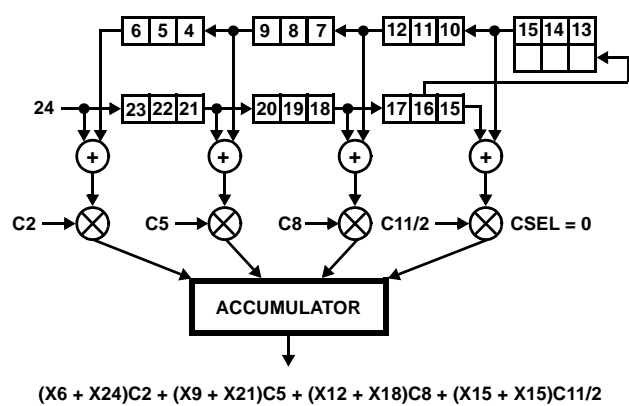 6 5 4 9 8 7 12 11 10 15 14 13
24 23 22 21 20 19 18 17 16 15
+ + + +
C2 C5 C8 C11/2 CSEL = 0
ACCUMULATOR
(X6 + X24)C2 + (X9 + X21)C5 + (X12 + X18)C8 + (X15 + X15)C11/2